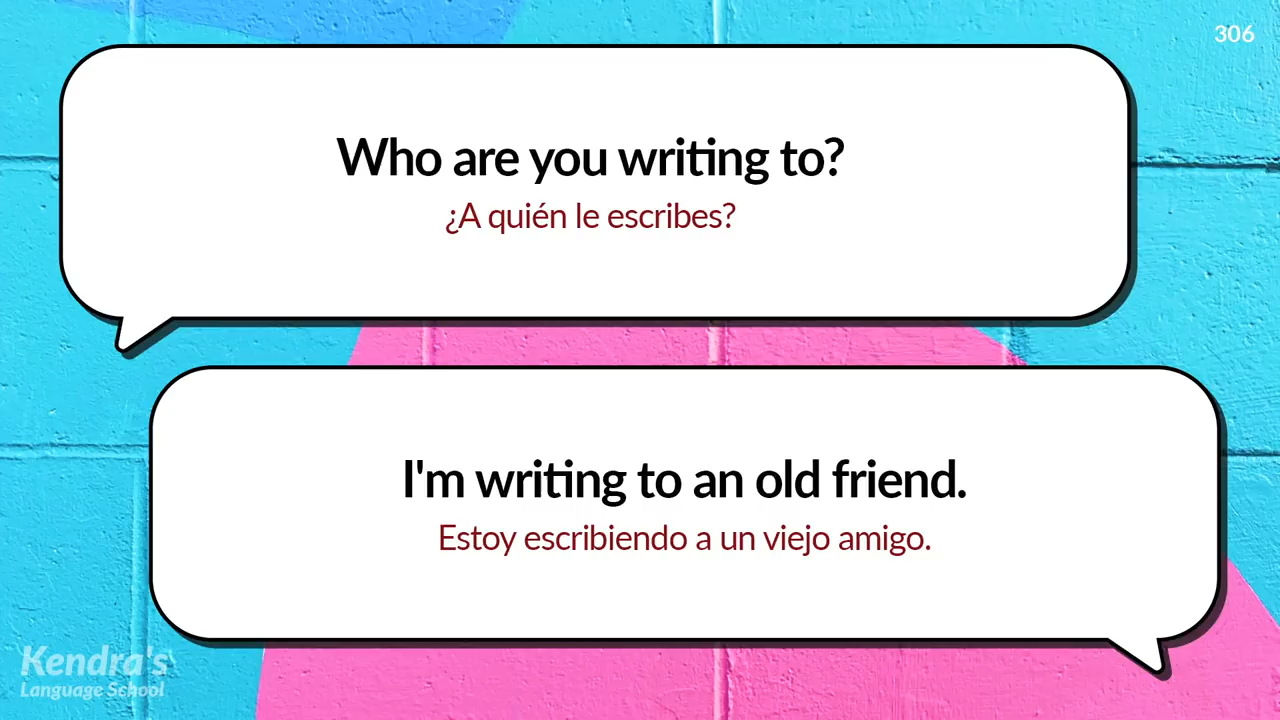 306
Who are you writing to?
¿A quién le escribes?
I'm writing to an old friend.
Estoy escribiendo a un viejo amigo.
Kendra's
Language School